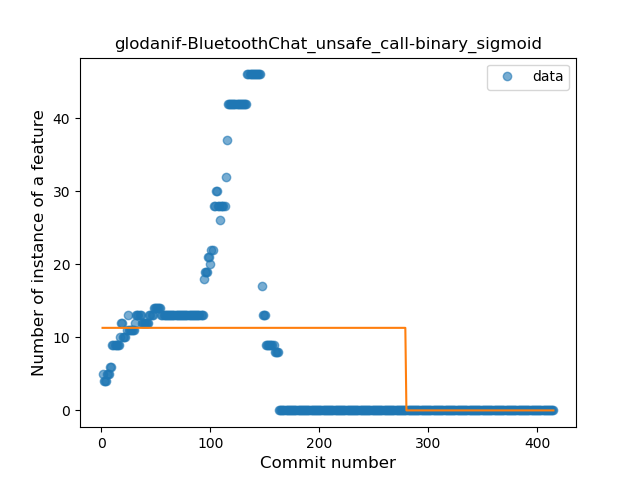 glodanif-BluetoothChat_unsafe_call-binary_sigmoid
data
Number of instance of a feature
40
30
20
10
0
0 100 200 300 400
Commit number